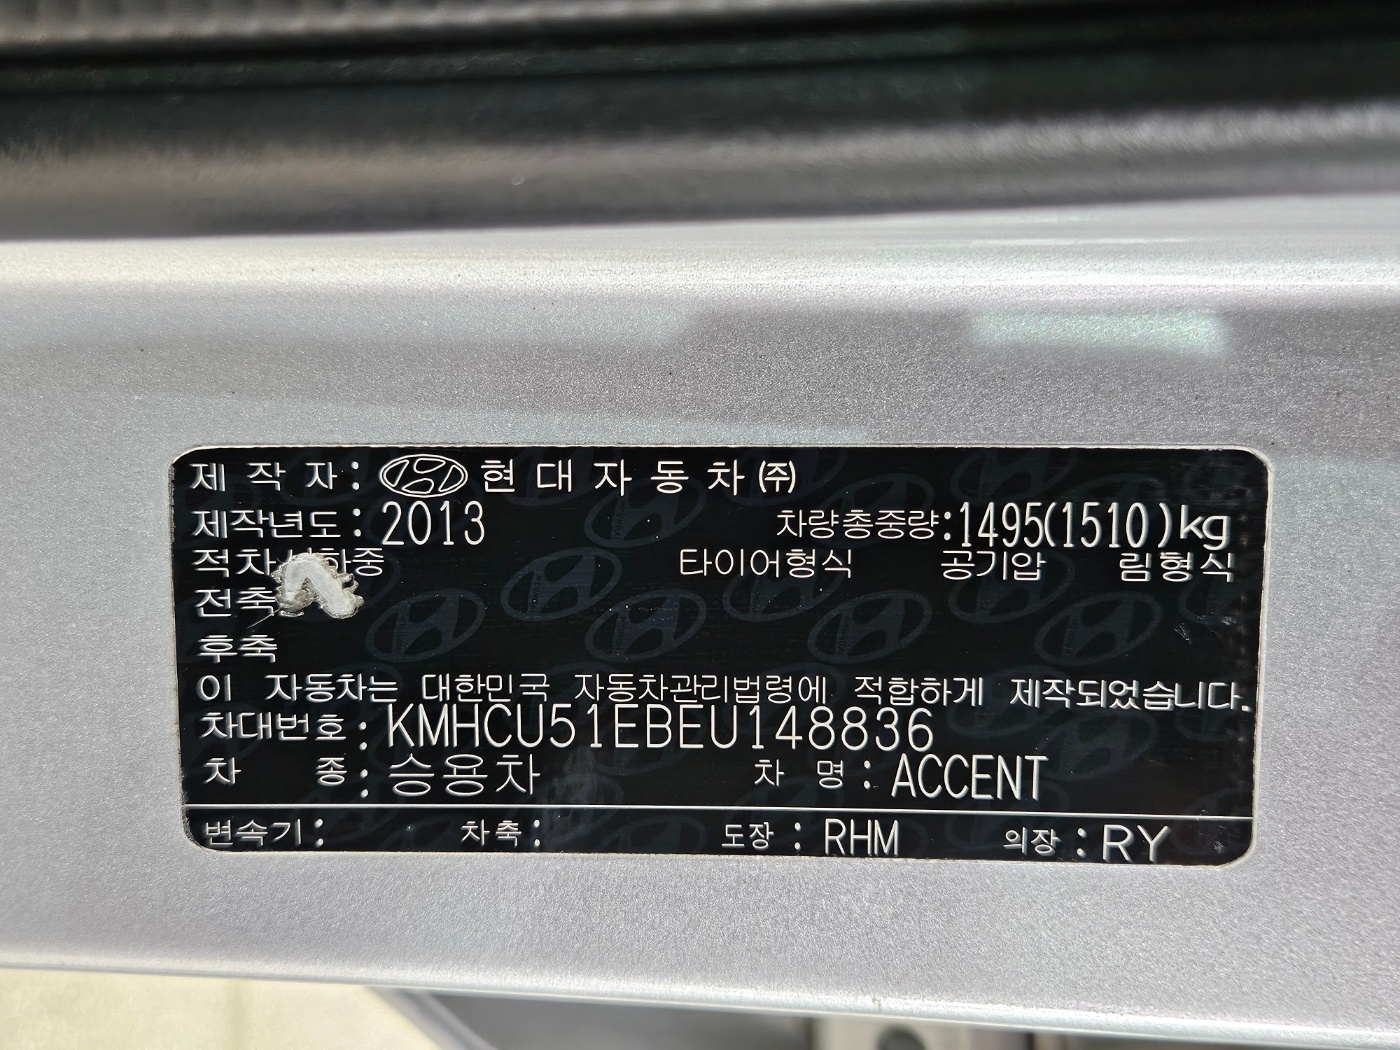 제 작 자 : 현 대 자 동 차 ㈜
제작년도 : 2013 차량총중량 : 1495(1510)kg
적차 하중 타이어형식 공기압 림형식
전축
후축
이 자동차는 대한민국 자동차관리법령에 적합하게 제작되었습니다.
차대번호 : KMHCU51EBEU148836
차 종 : 승용차 차 명 : ACCENT
변속기 : 차축 : 도장 : RHM 의장 : RY